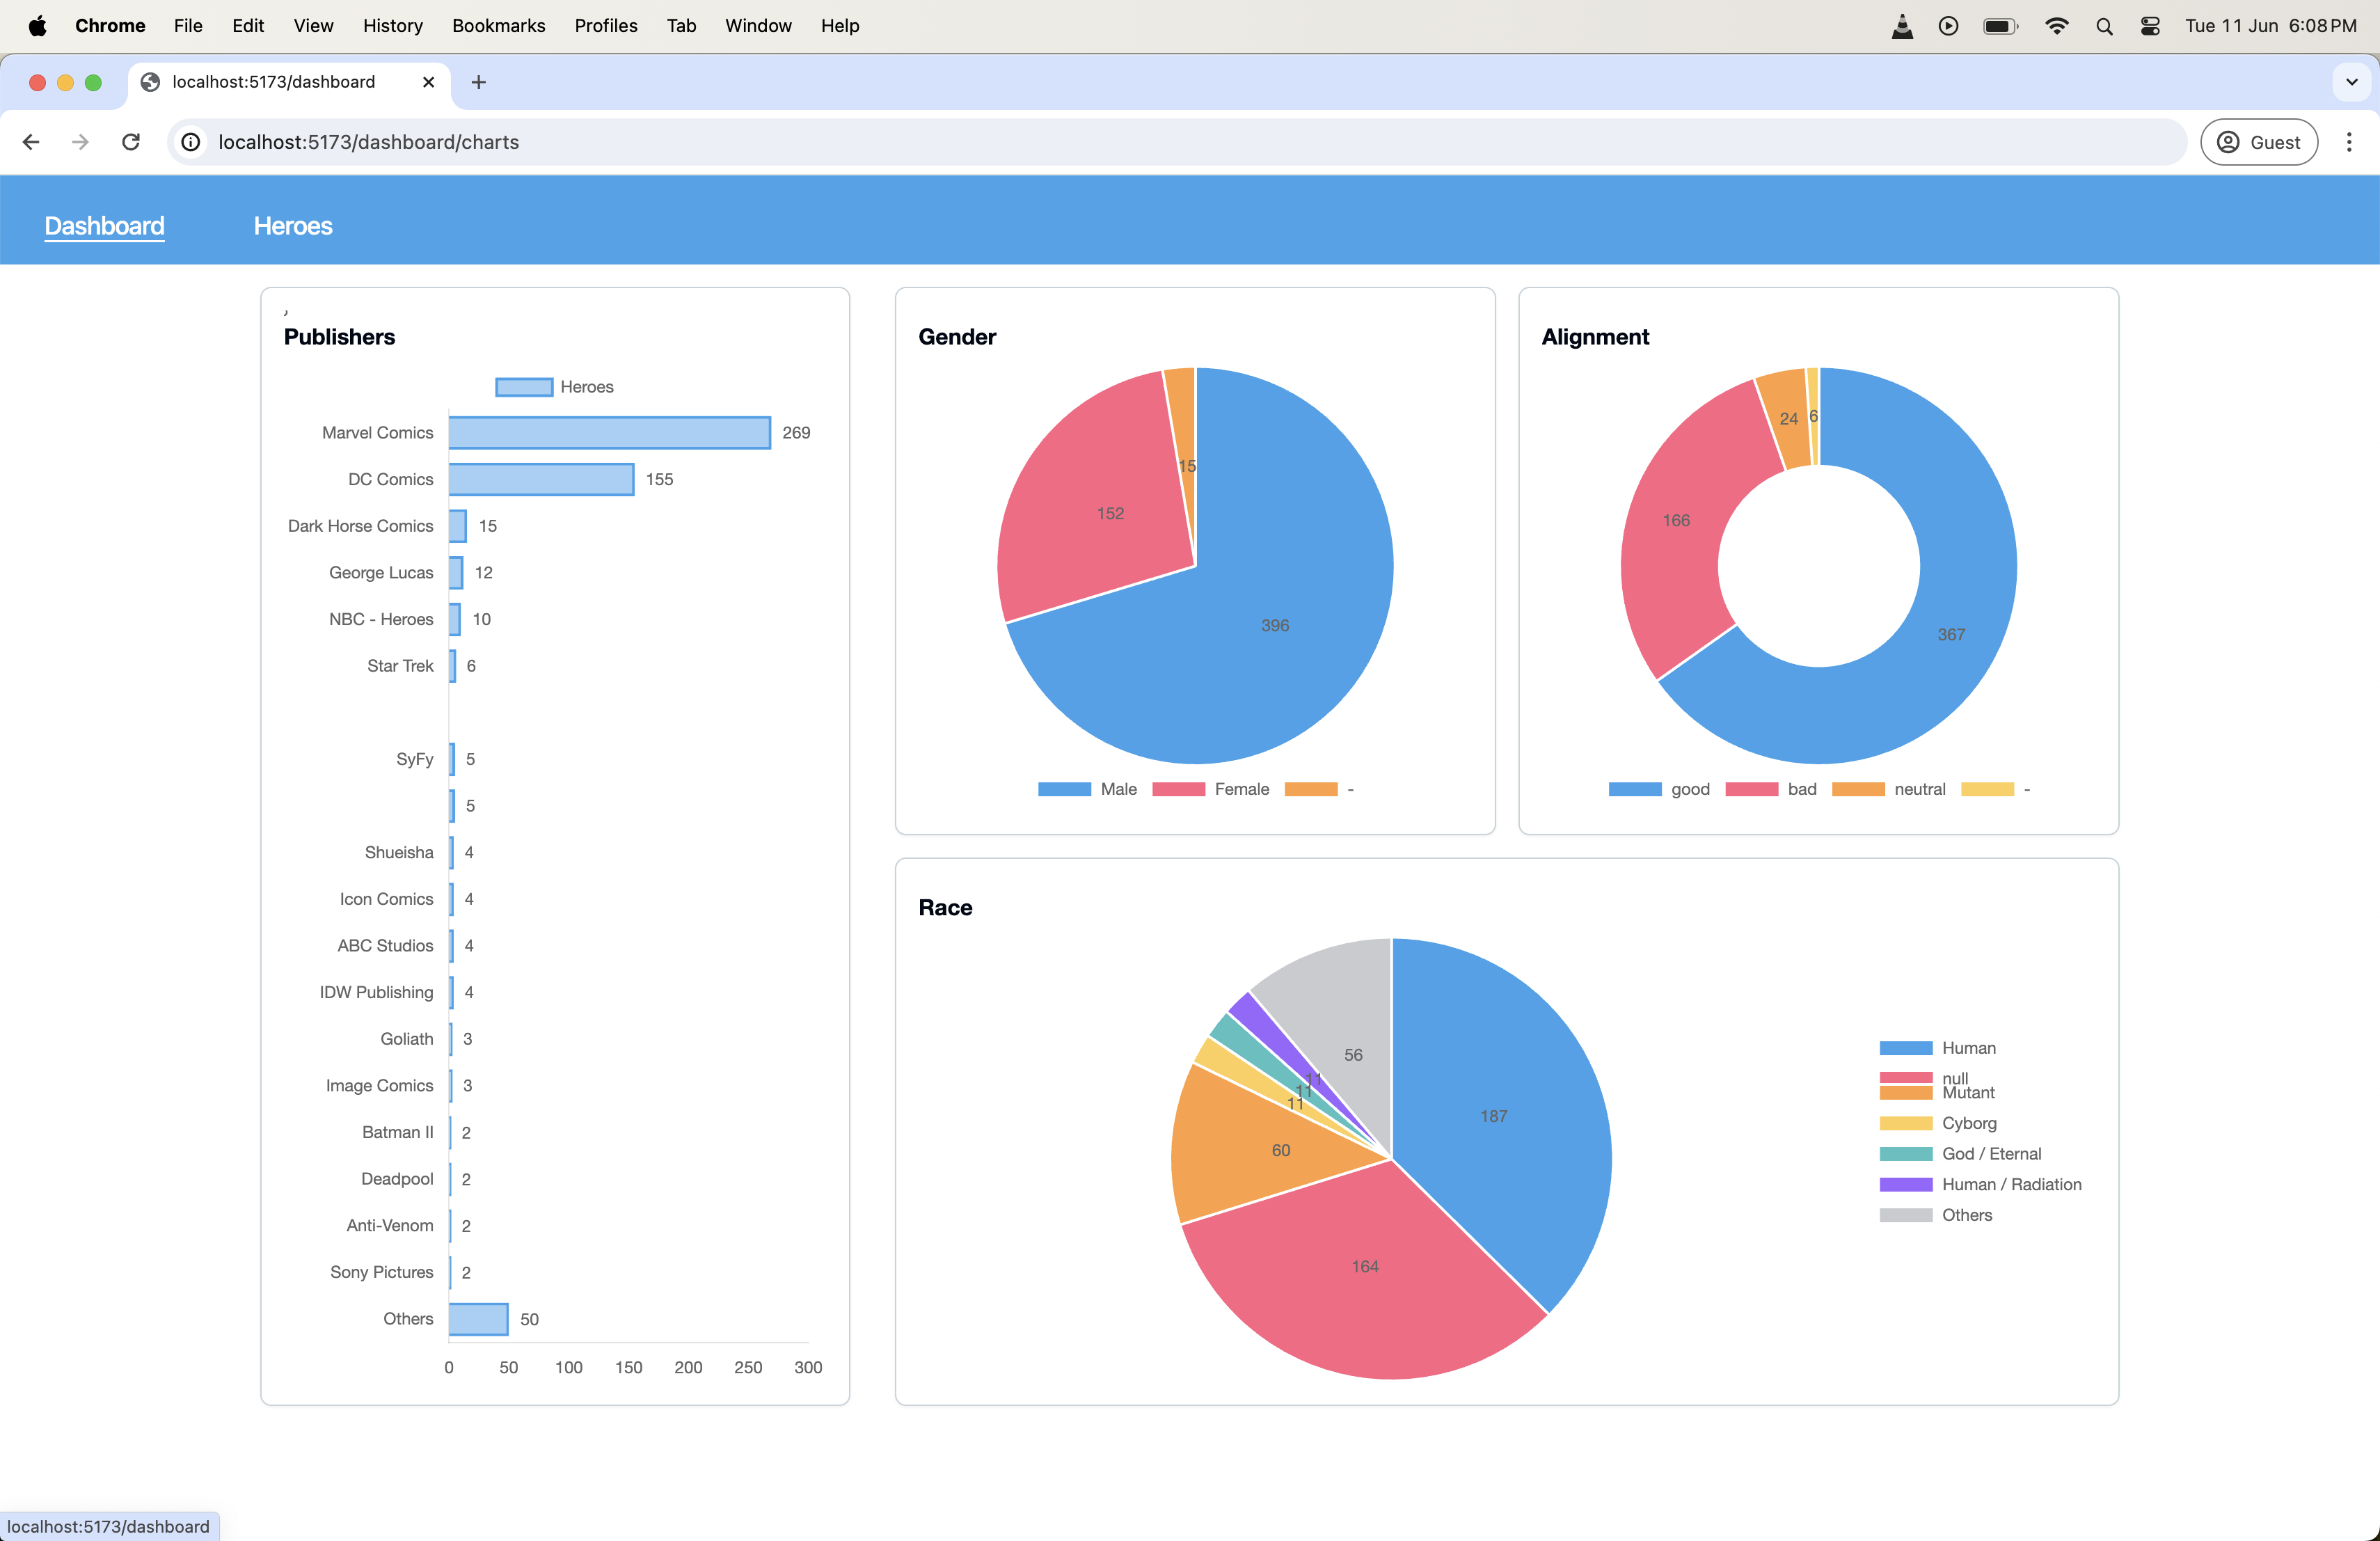 Chrome File Edit View History Bookmarks Profiles Tab Window Help Tue 11 Jun 6:08 PM
localhost:5173/dashboard
localhost:5173/dashboard/charts
Guest
Dashboard Heroes
,
Publishers
Heroes
Marvel Comics 269
DC Comics 155
Dark Horse Comics 15
George Lucas 12
NBC - Heroes 10
Star Trek 6
SyFy 5
5
Shueisha 4
Icon Comics 4
ABC Studios 4
IDW Publishing 4
Goliath 3
Image Comics 3
Batman II 2
Deadpool 2
Anti-Venom 2
Sony Pictures 2
Others 50
0 50 100 150 200 250 300
Gender
15
152
396
Male Female -
Alignment
24 6
166
367
good bad neutral -
Race
56
11
11
11
187
60
164
Human
null
Mutant
Cyborg
God / Eternal
Human / Radiation
Others
localhost:5173/dashboard